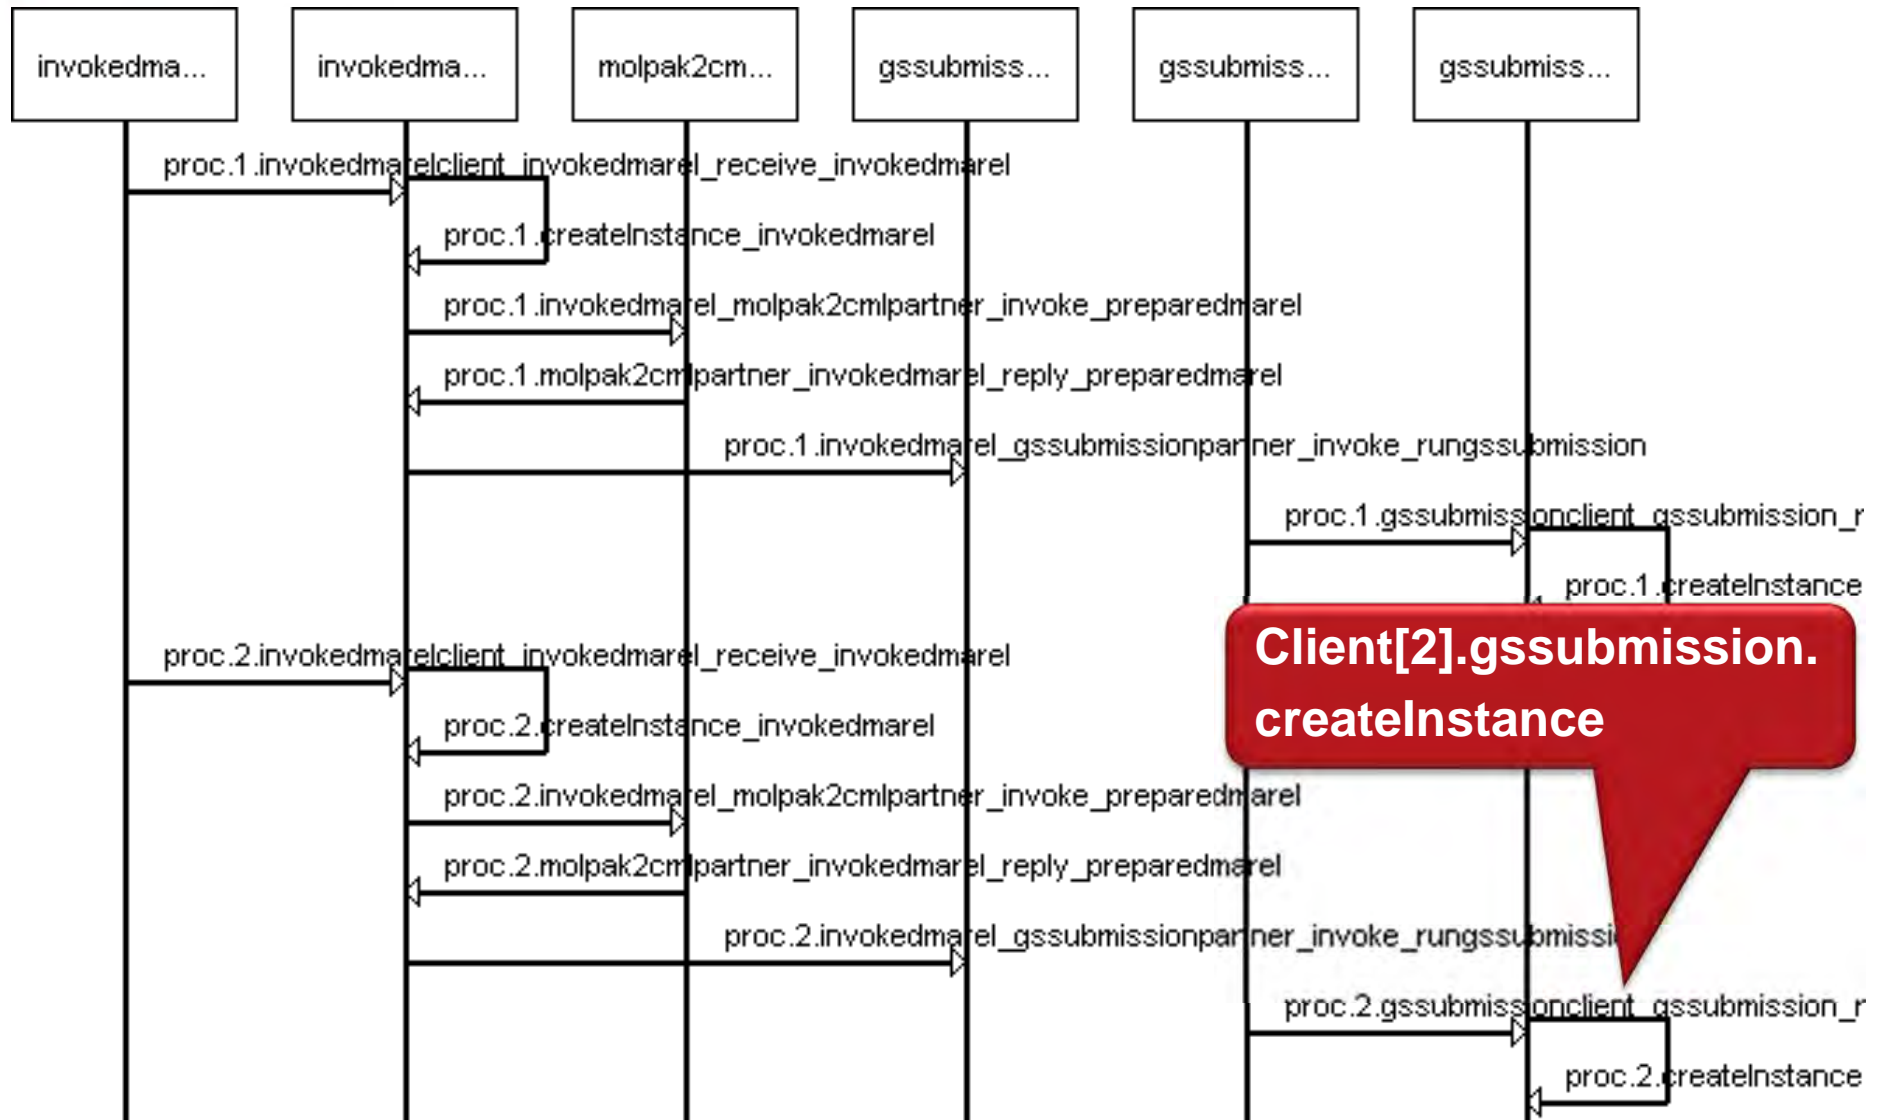 invokedma...
invokedma...
molpak2cm...
gssubmiss...
gssubmiss...
gssubmiss...
proc.1.invokedmarelclient_invokedmarel_receive_invokedmarel
proc.1.createInstance_invokedmarel
proc.1.invokedmarel_molpak2cmlpartner_invoke_preparedmarel
proc.1.molpak2cmlpartner_invokedmarel_reply_preparedmarel
proc.1.invokedmarel_gssubmissionpartner_invoke_rungssubmission
proc.1.gssubmissionclient_gssubmission_r
proc.1.createInstance
Client[2].gssubmission.
createInstance
proc.2.invokedmarelclient_invokedmarel_receive_invokedmarel
proc.2.createInstance_invokedmarel
proc.2.invokedmarel_molpak2cmlpartner_invoke_preparedmarel
proc.2.molpak2cmlpartner_invokedmarel_reply_preparedmarel
proc.2.invokedmarel_gssubmissionpartner_invoke_rungssubmissi
proc.2.gssubmissionclient_gssubmission_r
proc.2.createInstance